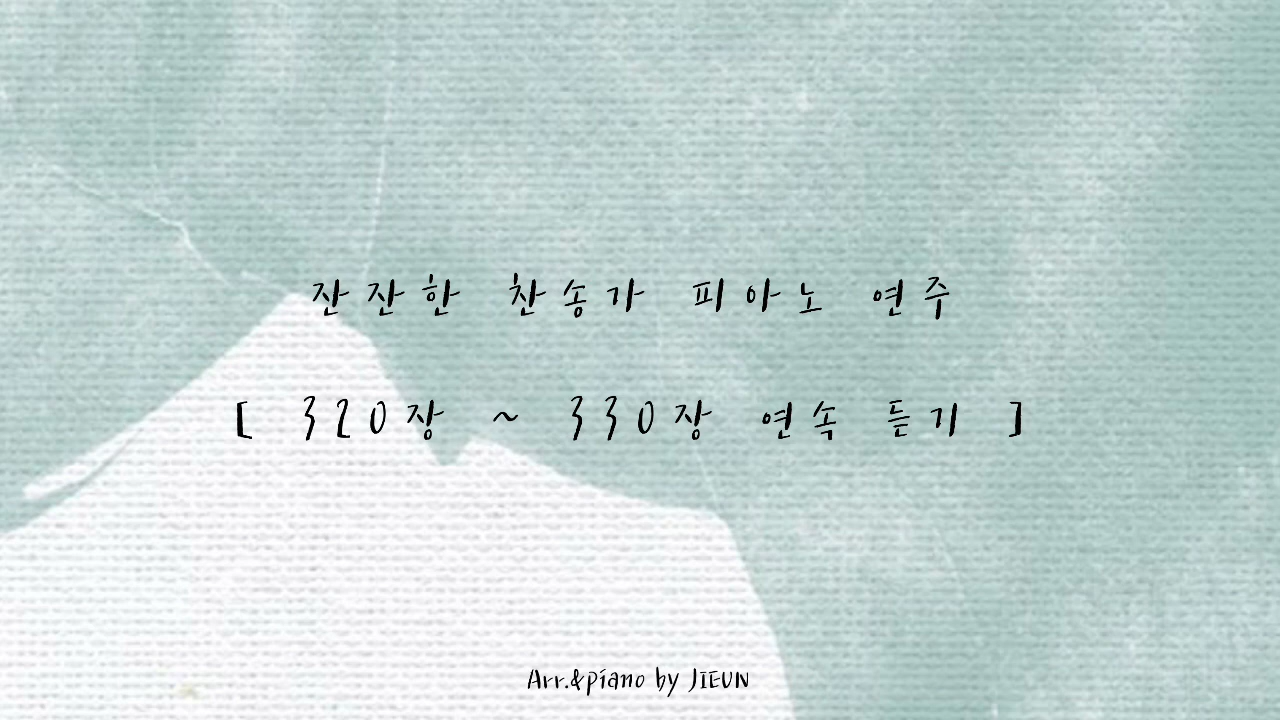 잔잔한 찬송가 피아노 연주
[ 320장 ~ 330장 연속 듣기 ]
Arr.&piano by JIEUN